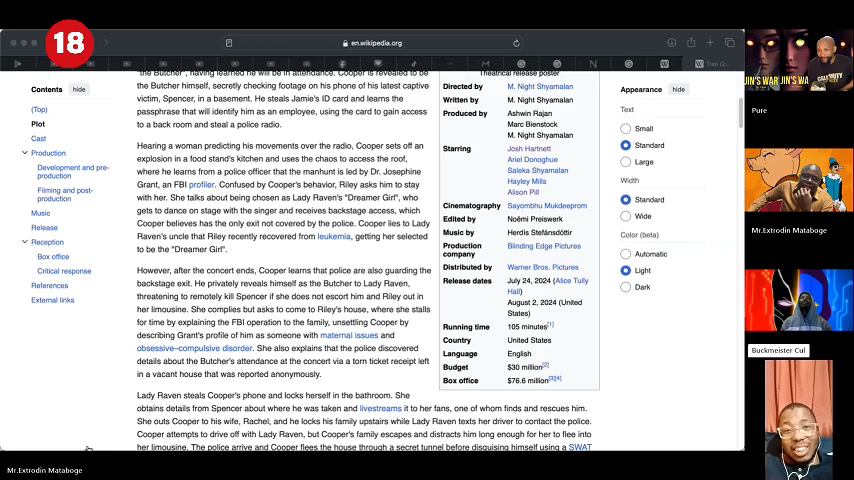 18
en.wikipedia.org
Trap (2
Contents hide
(Top)
Plot
Cast
Production
Development and pre-
production
Filming and post-
production
Music
Release
Reception
Box office
Critical response
References
External links
"the Butcher", having learned he will be in attendance. Cooper is revealed to be
the Butcher himself, secretly checking footage on his phone of his latest captive
victim, Spencer, in a basement. He steals Jamie's ID card and learns the
passphrase that will identify him as an employee, using the card to gain access
to a back room and steal a police radio.
Hearing a woman predicting his movements over the radio, Cooper sets off an
explosion in a food stand's kitchen and uses the chaos to access the roof,
where he learns from a police officer that the manhunt is led by Dr. Josephine
Grant, an FBI profiler. Confused by Cooper's behavior, Riley asks him to stay
with her. She talks about being chosen as Lady Raven's "Dreamer Girl", who
gets to dance on stage with the singer and receives backstage access, which
Cooper believes has the only exit not covered by the police. Cooper lies to Lady
Raven's uncle that Riley recently recovered from leukemia, getting her selected
to be the "Dreamer Girl".
However, after the concert ends, Cooper learns that police are also guarding the
backstage exit. He privately reveals himself as the Butcher to Lady Raven,
threatening to remotely kill Spencer if she does not escort him and Riley out in
her limousine. She complies but asks to come to Riley's house, where she stalls
for time by explaining the FBI operation to the family, unsettling Cooper by
describing Grant's profile of him as someone with maternal issues and
obsessive–compulsive disorder. She also explains that the police discovered
details about the Butcher's attendance at the concert via a torn ticket receipt left
in a vacant house that was reported anonymously.
Lady Raven steals Cooper's phone and locks herself in the bathroom. She
obtains details from Spencer about where he was taken and livestreams it to her fans, one of whom finds and rescues him.
She outs Cooper to his wife, Rachel, and he locks his family upstairs while Lady Raven texts her driver to contact the police.
Cooper attempts to drive off with Lady Raven, but Cooper's family escapes and distracts him long enough for her to flee into
her limousine. The police arrive and Cooper flees the house through a secret tunnel before disguising himself using a SWAT
Theatrical release poster
Directed by M. Night Shyamalan
Written by M. Night Shyamalan
Produced by Ashwin Rajan
Marc Bienstock
M. Night Shyamalan
Starring Josh Hartnett
Ariel Donoghue
Saleka Shyamalan
Hayley Mills
Alison Pill
Cinematography Sayombhu Mukdeeprom
Edited by Noëmi Preiswerk
Music by Herdís Stefánsdóttir
Production
company Blinding Edge Pictures
Distributed by Warner Bros. Pictures
Release dates July 24, 2024 (Alice Tully
Hall)
August 2, 2024 (United
States)
Running time 105 minutes[1]
Country United States
Language English
Budget $30 million[2]
Box office $76.6 million[3][4]
Appearance hide
Text
Small
Standard
Large
Width
Standard
Wide
Color (beta)
Automatic
Light
Dark
JIN'S WAR
JIN'S WAR
Pure
Mr.Extrodin Mataboge
Buckmeister Cul
Mr.Extrodin Mataboge